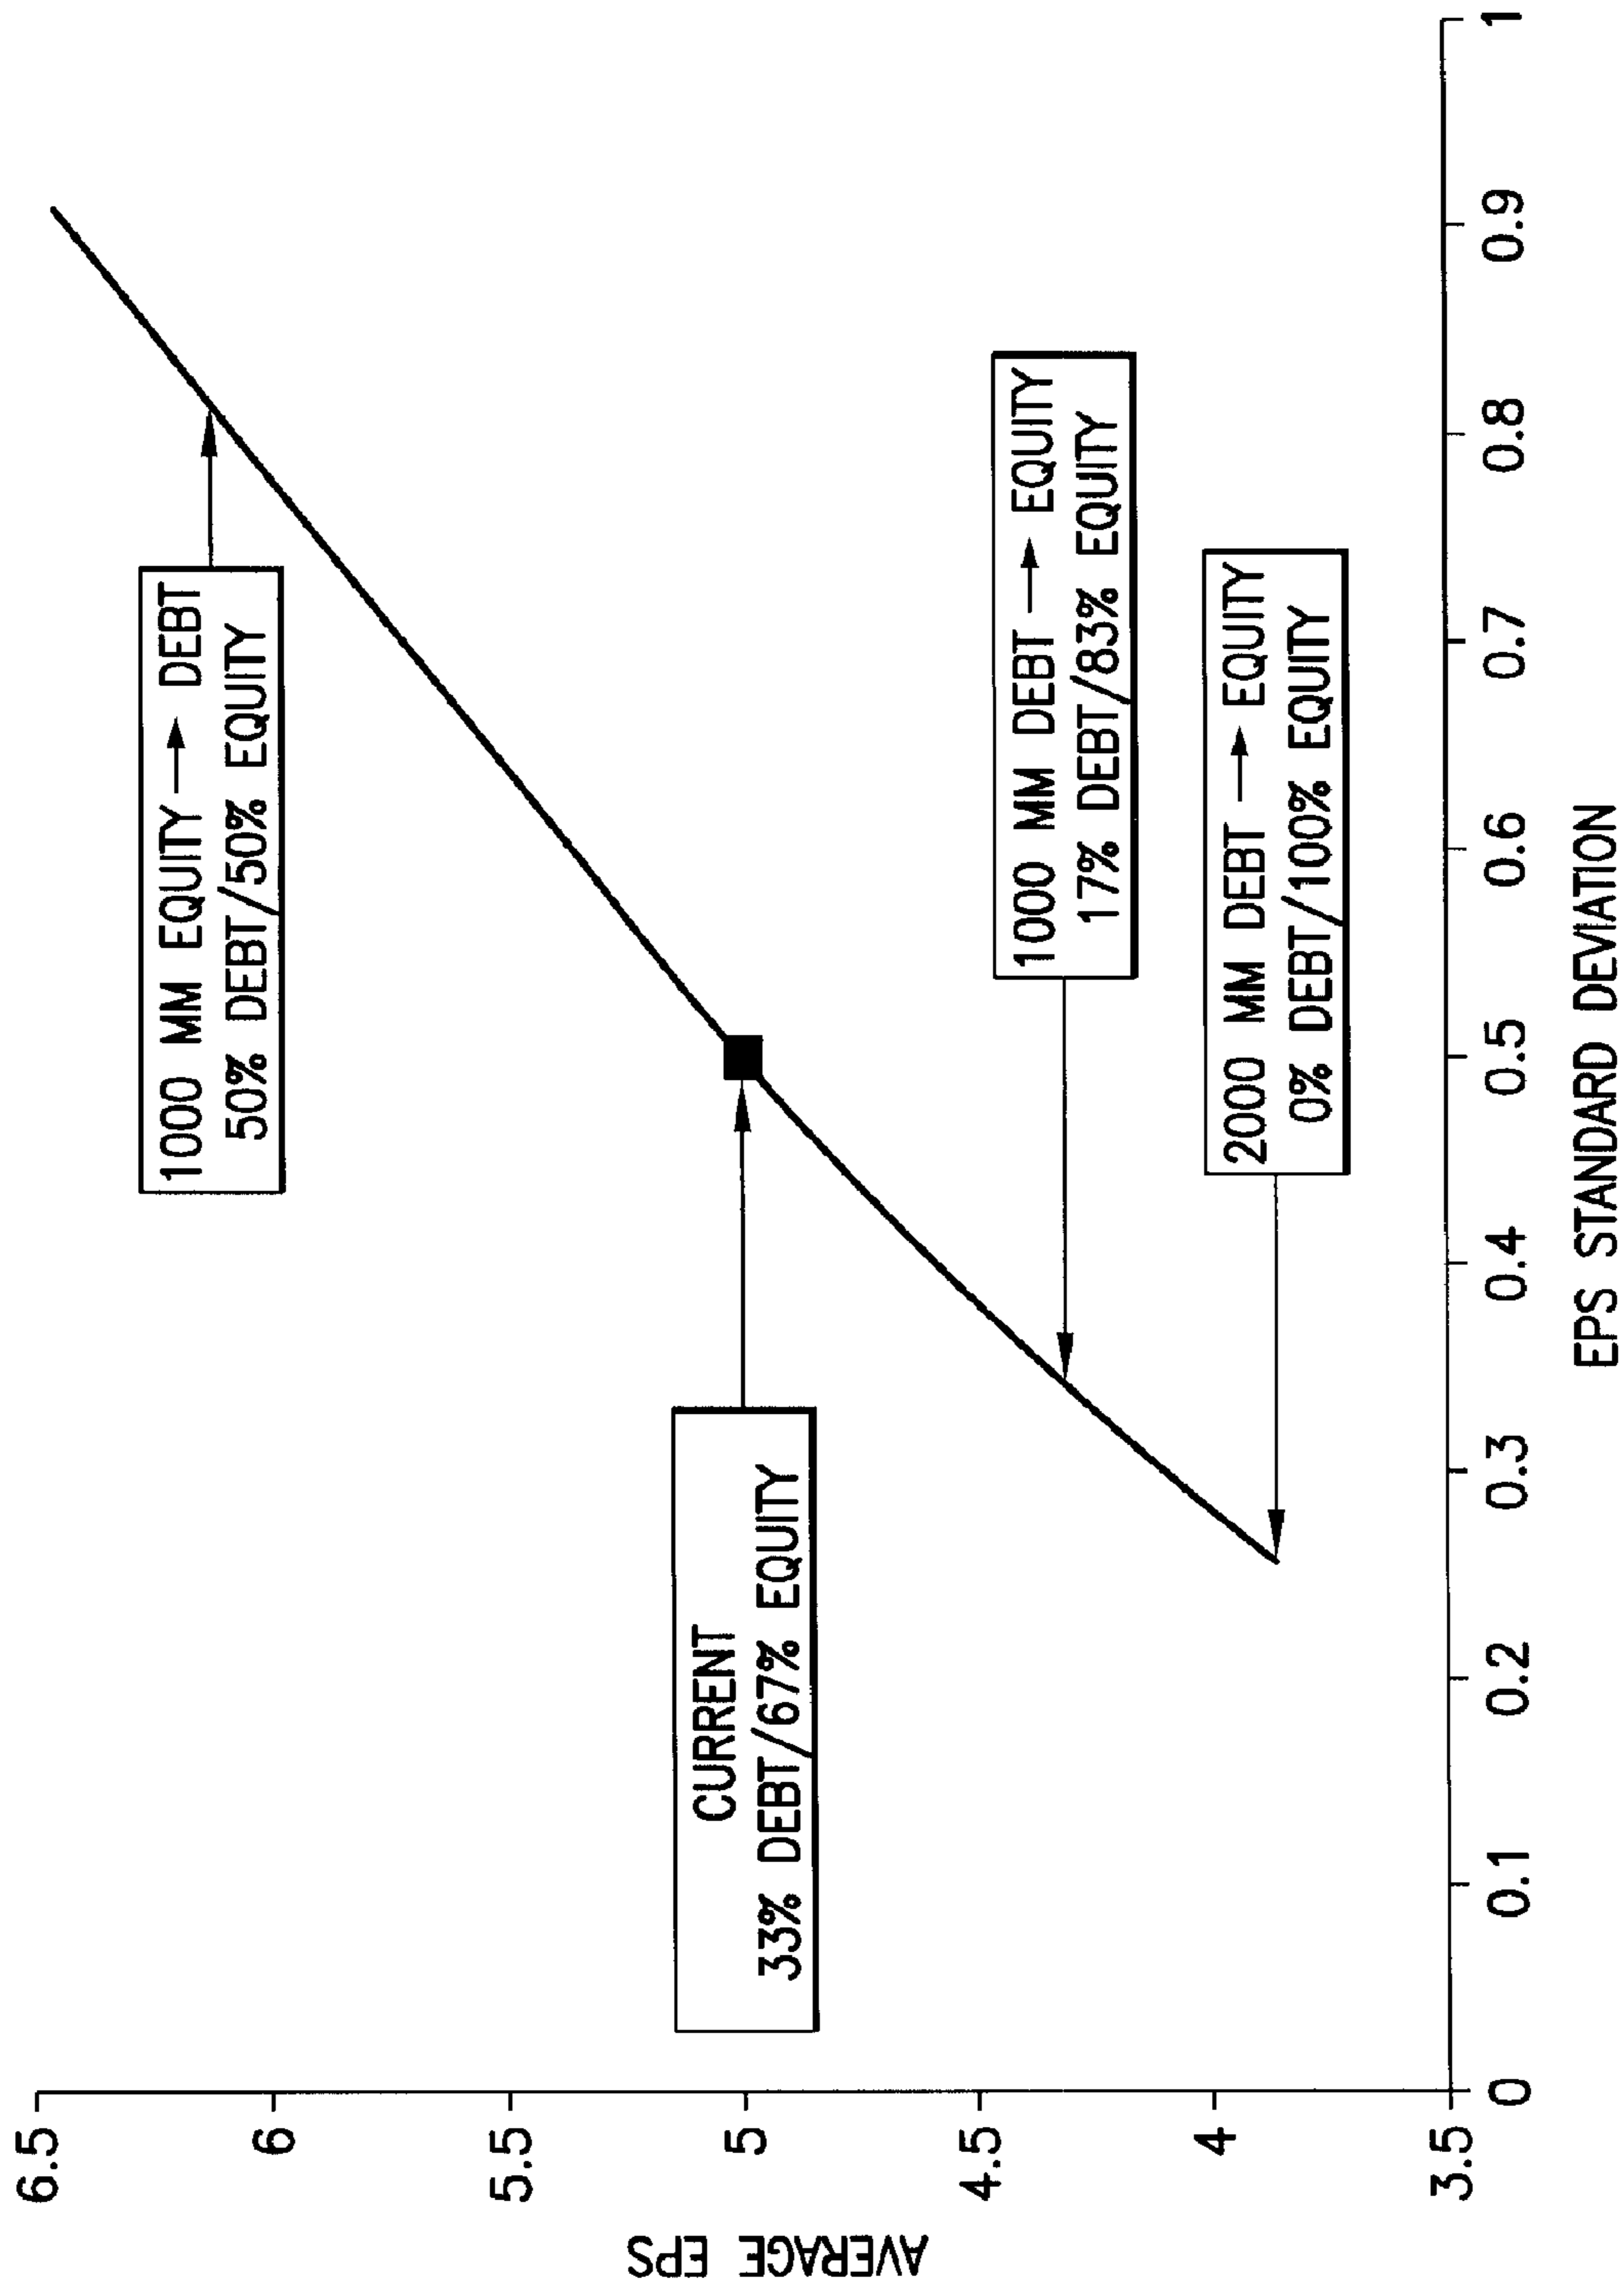 AVERAGE EPS
6.5
6
5.5
5
4.5
4
3.5
1000 MM EQUITY → DEBT
50% DEBT/50% EQUITY
CURRENT
33% DEBT/67% EQUITY
1000 MM DEBT → EQUITY
17% DEBT/83% EQUITY
2000 MM DEBT → EQUITY
0% DEBT/100% EQUITY
0 0.1 0.2 0.3 0.4 0.5 0.6 0.7 0.8 0.9 1
EPS STANDARD DEVIATION